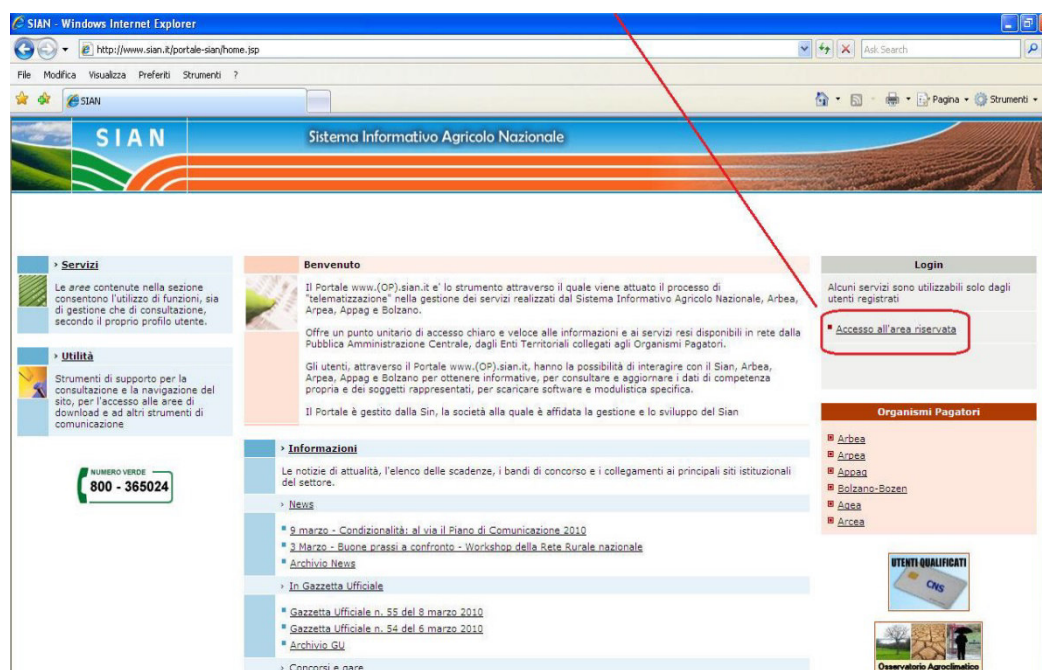 SIAN - Windows Internet Explorer
http://www.sian.it/portale-sian/home.jsp
Ask Search
File Modifica Visualizza Preferiti Strumenti ?
SIAN
Pagina
Strumenti
SIAN
Sistema Informativo Agricolo Nazionale
› Servizi
Le aree contenute nella sezione
consentono l'utilizzo di funzioni, sia
di gestione che di consultazione,
secondo il proprio profilo utente.
› Utilità
Strumenti di supporto per la
consultazione e la navigazione del
sito, per l'accesso alle aree di
download e ad altri strumenti di
comunicazione
NUMERO VERDE
800 - 365024
Benvenuto
Il Portale www.(OP).sian.it e' lo strumento attraverso il quale viene attuato il processo di
"telematizzazione" nella gestione dei servizi realizzati dal Sistema Informativo Agricolo Nazionale, Arbea,
Arpea, Appag e Bolzano.
Offre un punto unitario di accesso chiaro e veloce alle informazioni e ai servizi resi disponibili in rete dalla
Pubblica Amministrazione Centrale, dagli Enti Territoriali collegati agli Organismi Pagatori.
Gli utenti, attraverso il Portale www.(OP).sian.it, hanno la possibilità di interagire con il Sian, Arbea,
Arpea, Appag e Bolzano per ottenere informative, per consultare e aggiornare i dati di competenza
propria e dei soggetti rappresentati, per scaricare software e modulistica specifica.
Il Portale è gestito dalla Sin, la società alla quale è affidata la gestione e lo sviluppo del Sian
› Informazioni
Le notizie di attualità, l'elenco delle scadenze, i bandi di concorso e i collegamenti ai principali siti istituzionali
del settore.
› News
9 marzo - Condizionalità: al via il Piano di Comunicazione 2010
3 Marzo - Buone prassi a confronto - Workshop della Rete Rurale nazionale
Archivio News
› In Gazzetta Ufficiale
Gazzetta Ufficiale n. 55 del 8 marzo 2010
Gazzetta Ufficiale n. 54 del 6 marzo 2010
Archivio GU
› Concorsi e gare
Login
Alcuni servizi sono utilizzabili solo dagli
utenti registrati
Accesso all'area riservata
Organismi Pagatori
Arbea
Arpea
Appag
Bolzano-Bozen
Agea
Arcea
UTENTI QUALIFICATI
CNS
Osservatorio Agroclimatico